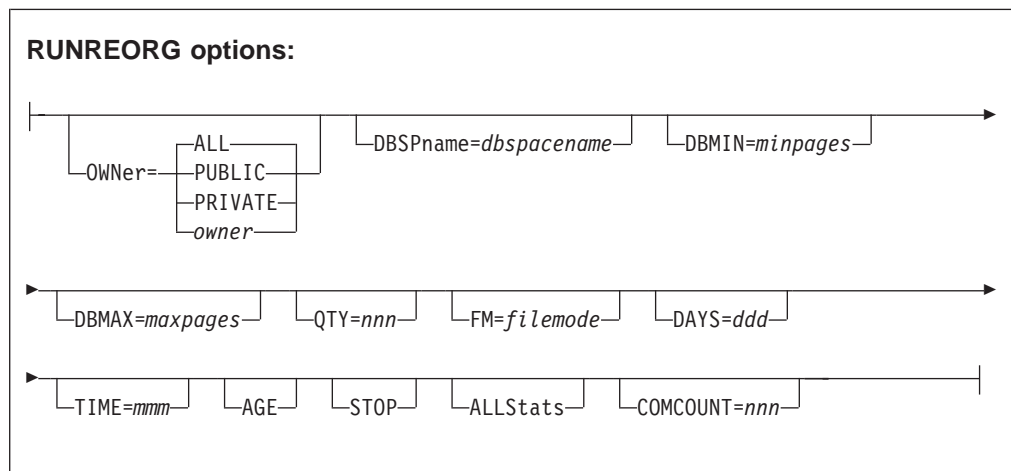 RUNREORG options:
OWNer= ALL
PUBLIC
PRIVATE
owner
DBSPname=dbspacename
DBMIN=minpages
DBMAX=maxpages
QTY=nnn
FM=filemode
DAYS=ddd
TIME=mmm
AGE
STOP
ALLStats
COMCOUNT=nnn